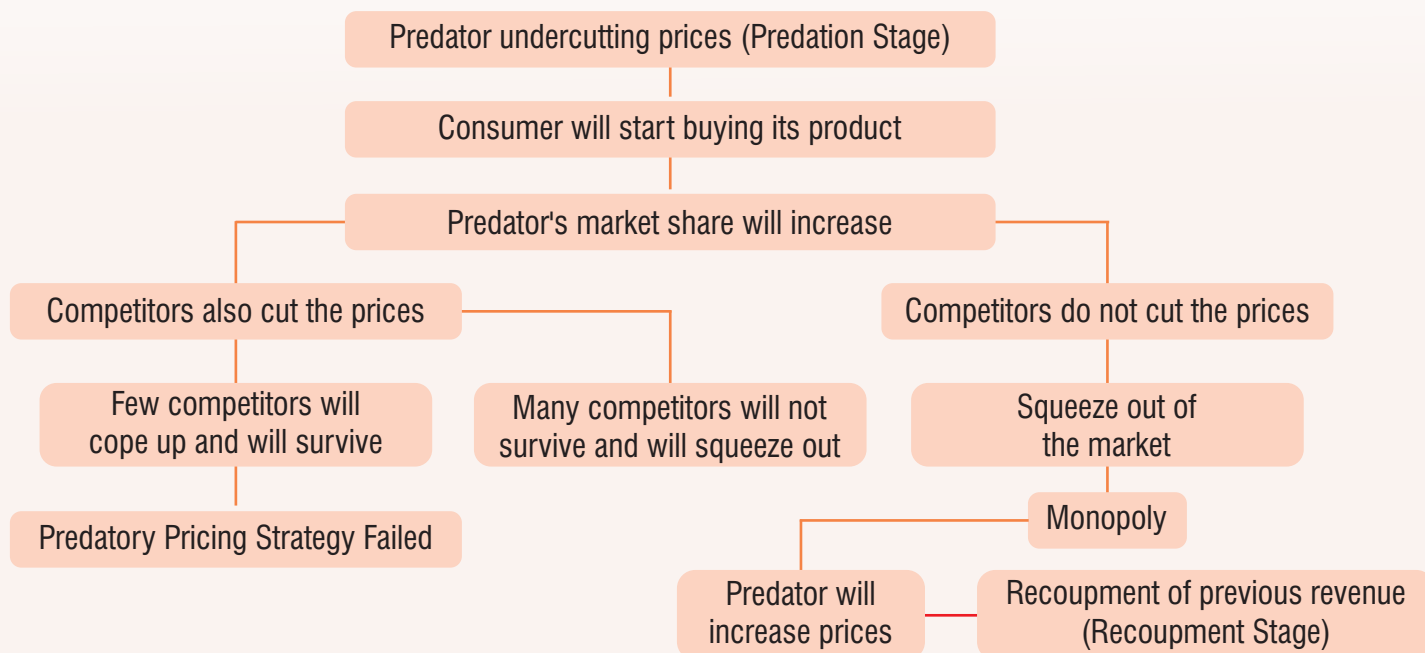 Predator undercutting prices (Predation Stage)
Consumer will start buying its product
Predator's market share will increase
Competitors also cut the prices
Competitors do not cut the prices
Few competitors will
cope up and will survive
Many competitors will not
survive and will squeeze out
Squeeze out of
the market
Predatory Pricing Strategy Failed
Monopoly
Predator will
increase prices
Recoupment of previous revenue
(Recoupment Stage)